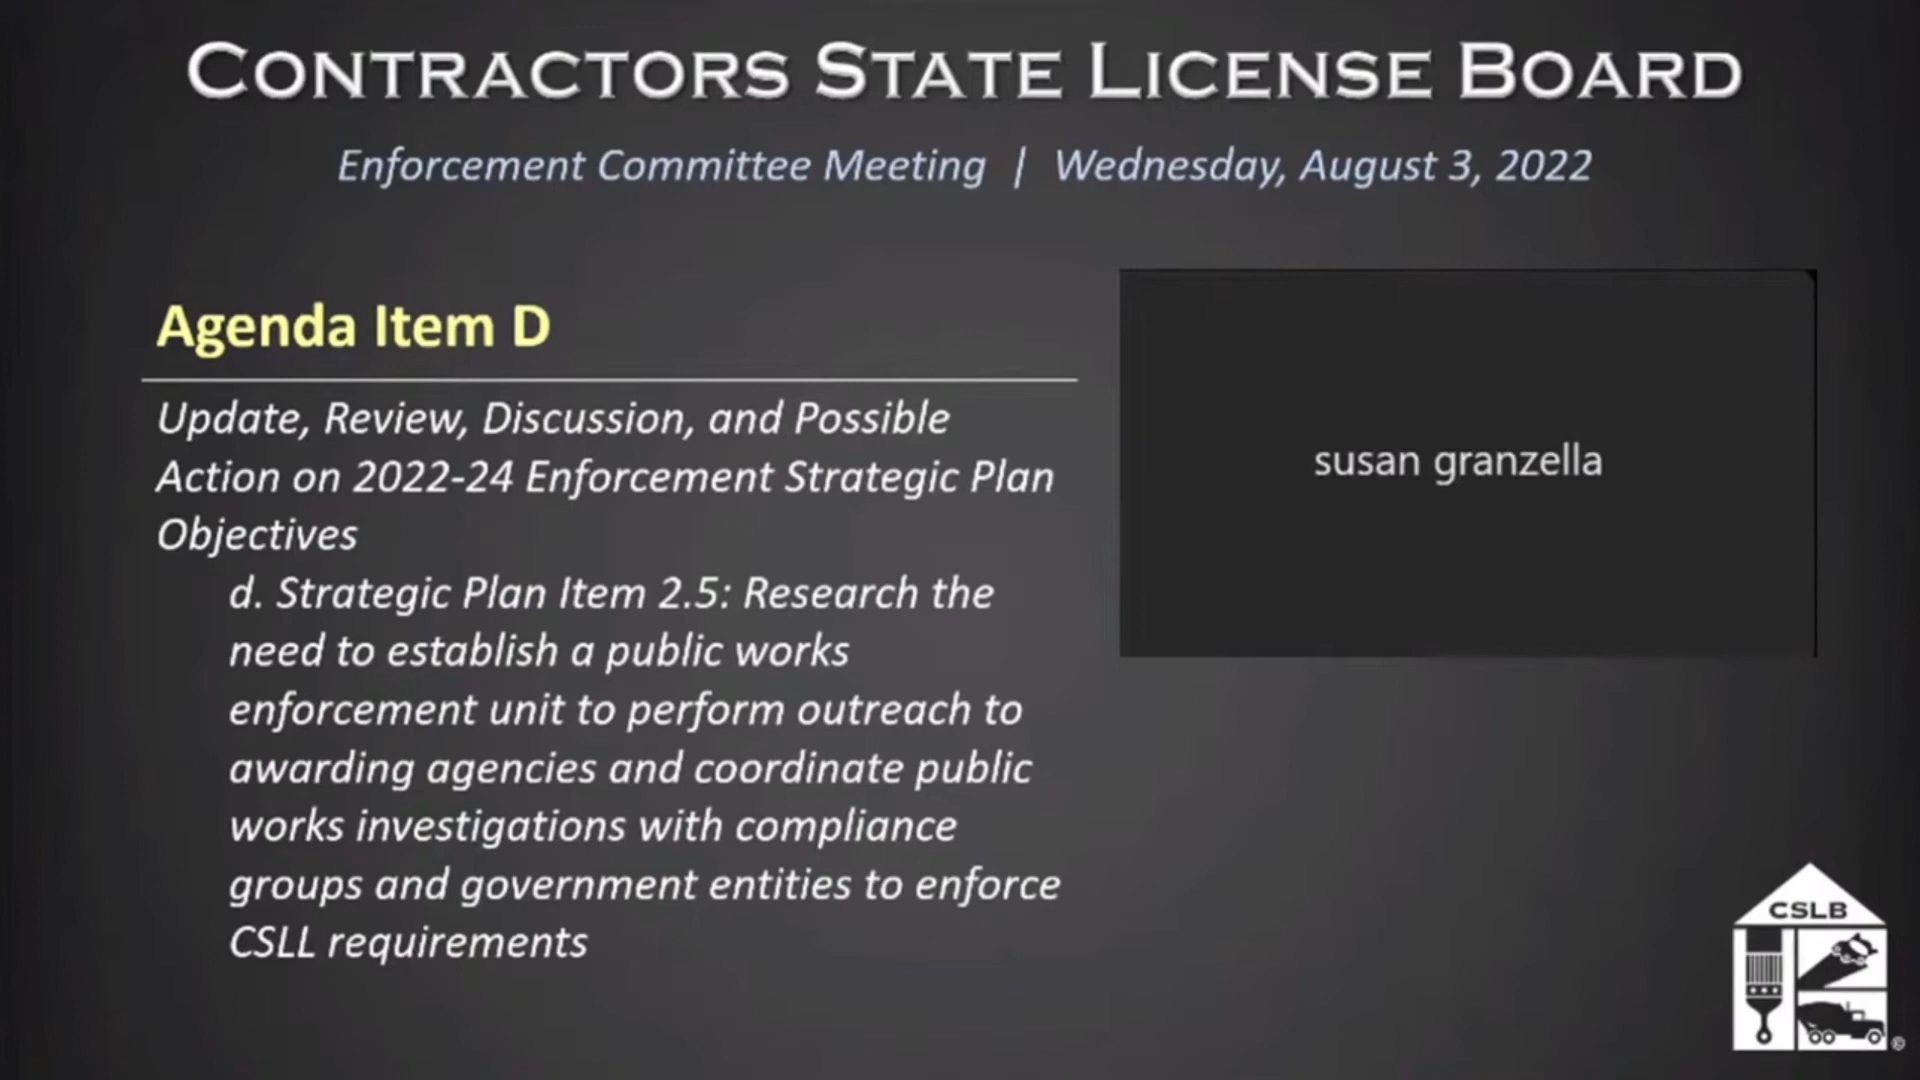 CONTRACTORS STATE LICENSE BOARD
Enforcement Committee Meeting | Wednesday, August 3, 2022
Agenda Item D
Update, Review, Discussion, and Possible
Action on 2022-24 Enforcement Strategic Plan
Objectives
d. Strategic Plan Item 2.5: Research the
need to establish a public works
enforcement unit to perform outreach to
awarding agencies and coordinate public
works investigations with compliance
groups and government entities to enforce
CSLL requirements
susan granzella
CSLB
©